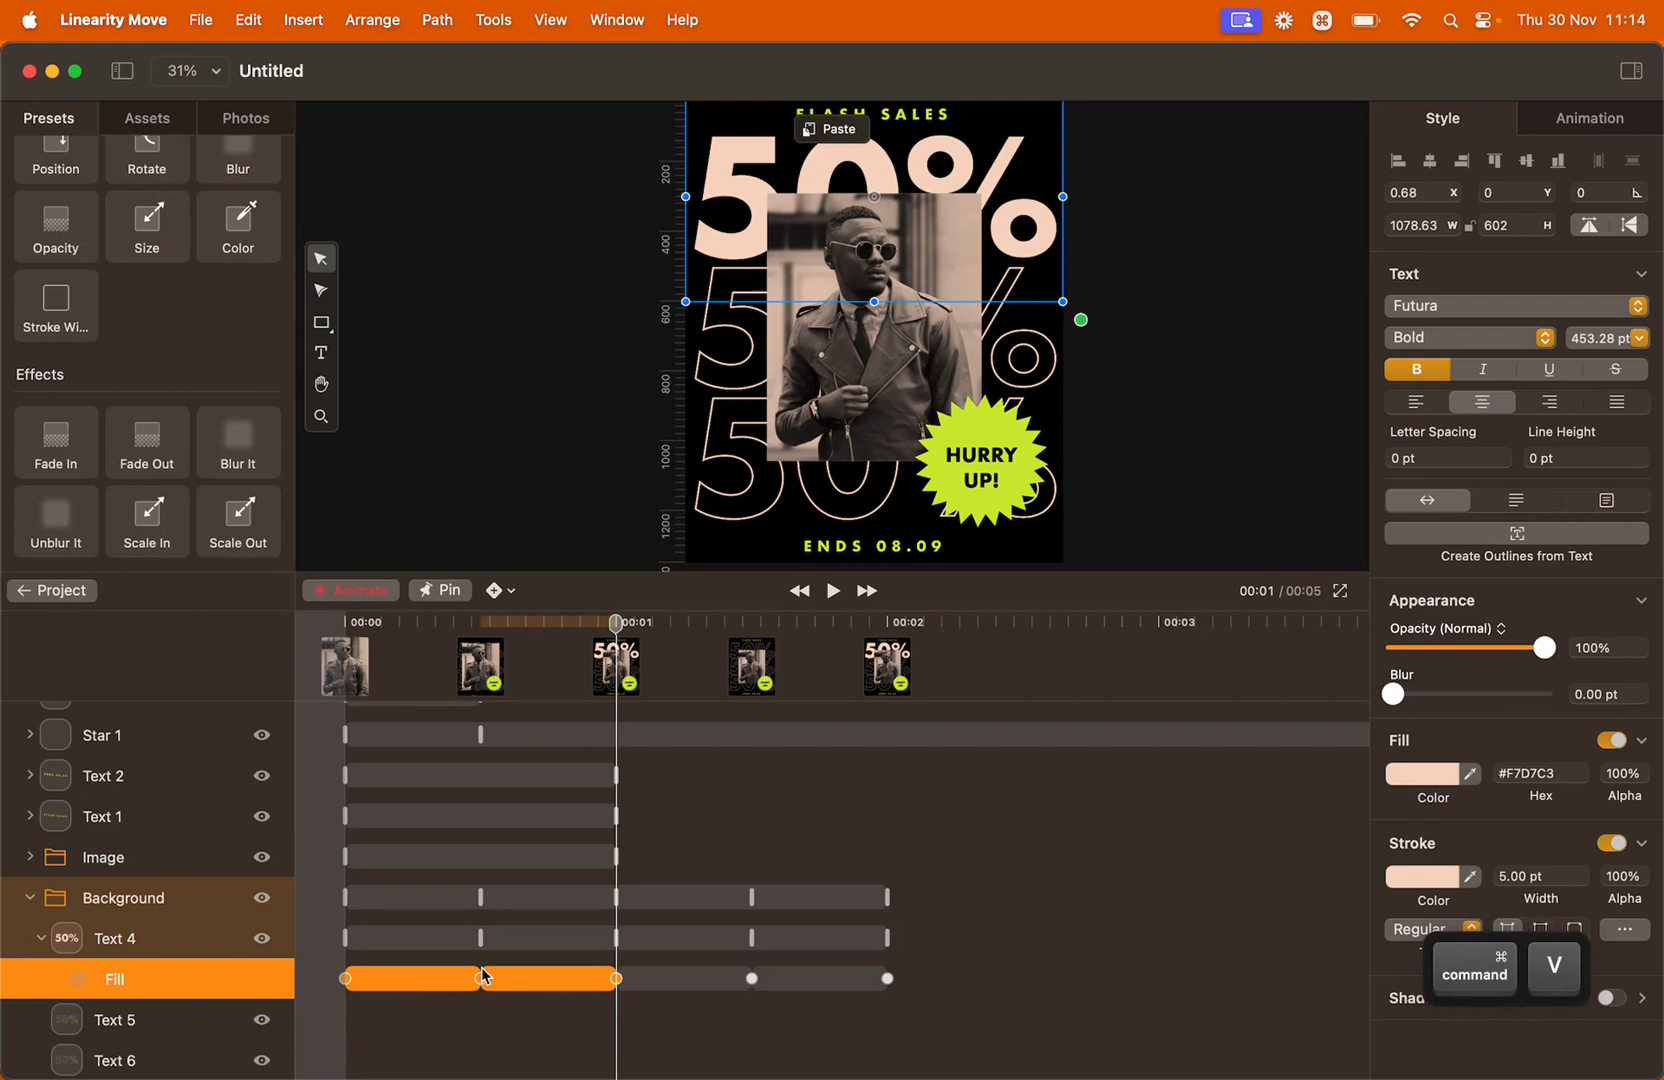 Linearity Move File Edit Insert Arrange Path Tools View Window Help Thu 30 Nov 11:14
31% Untitled
Presets Assets Photos
Position Rotate Blur
Opacity Size Color
Stroke Wi...
Effects
Fade In Fade Out Blur It
Unblur It Scale In Scale Out
FLASH SALES
Paste
50%
HURRY
UP!
ENDS 08.09
200
400
600
800
1000
1200
0
Style Animation
0.68 X 0 Y 0
1078.63 W 602 H
Text
Futura
Bold 453.28 pt
B I U S
Letter Spacing Line Height
0 pt 0 pt
Create Outlines from Text
Appearance
Opacity (Normal)
100%
Blur
0.00 pt
Fill
#F7D7C3 100%
Color Hex Alpha
Stroke
5.00 pt 100%
Color Width Alpha
Regular
command V
Project Animate Pin 00:01 / 00:05
00:00 00:01 00:02 00:03
Star 1
Text 2
Text 1
Image
Background
50% Text 4
Fill
Text 5
Text 6